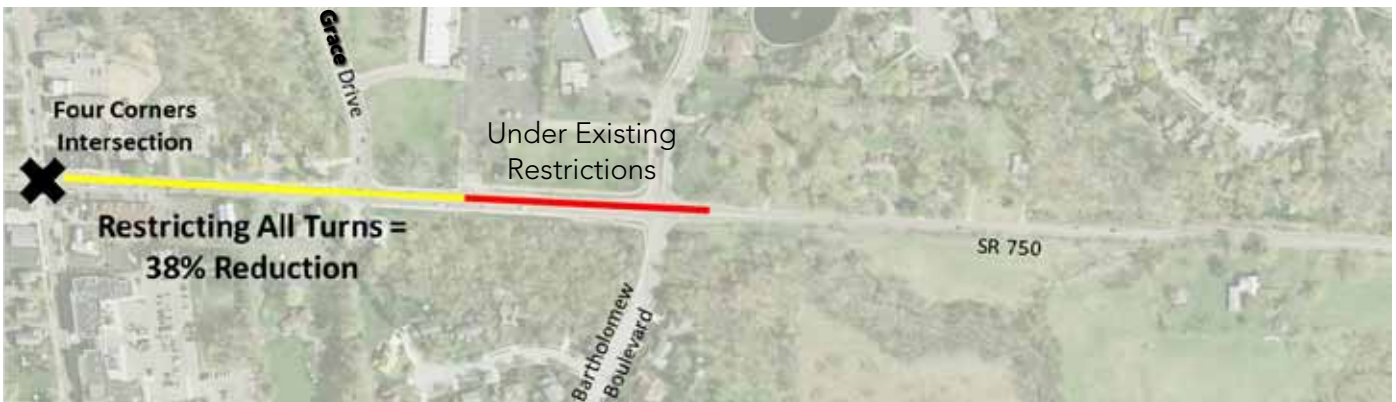 Grace Drive
Four Corners
Intersection
Under Existing
Restrictions
Restricting All Turns =
38% Reduction
SR 750
Bartholomew
Boulevard